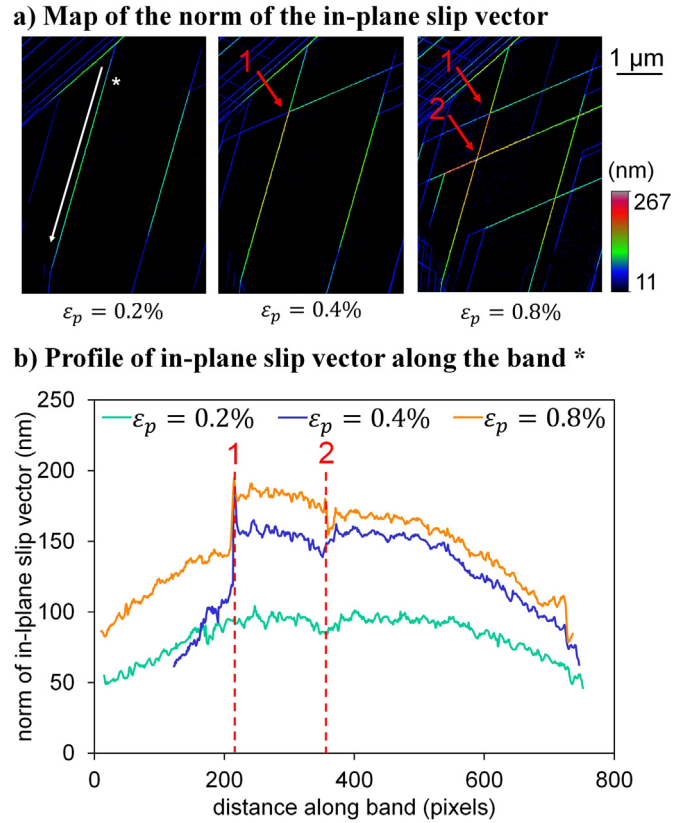 a) Map of the norm of the in-plane slip vector
1 1 1 μm
* 2
(nm)
267
11
εₚ = 0.2% εₚ = 0.4% εₚ = 0.8%
b) Profile of in-plane slip vector along the band *
norm of in-lplane slip vector (nm)
250
εₚ = 0.2% εₚ = 0.4% εₚ = 0.8%
1 2
200
150
100
50
0
0 200 400 600 800
distance along band (pixels)